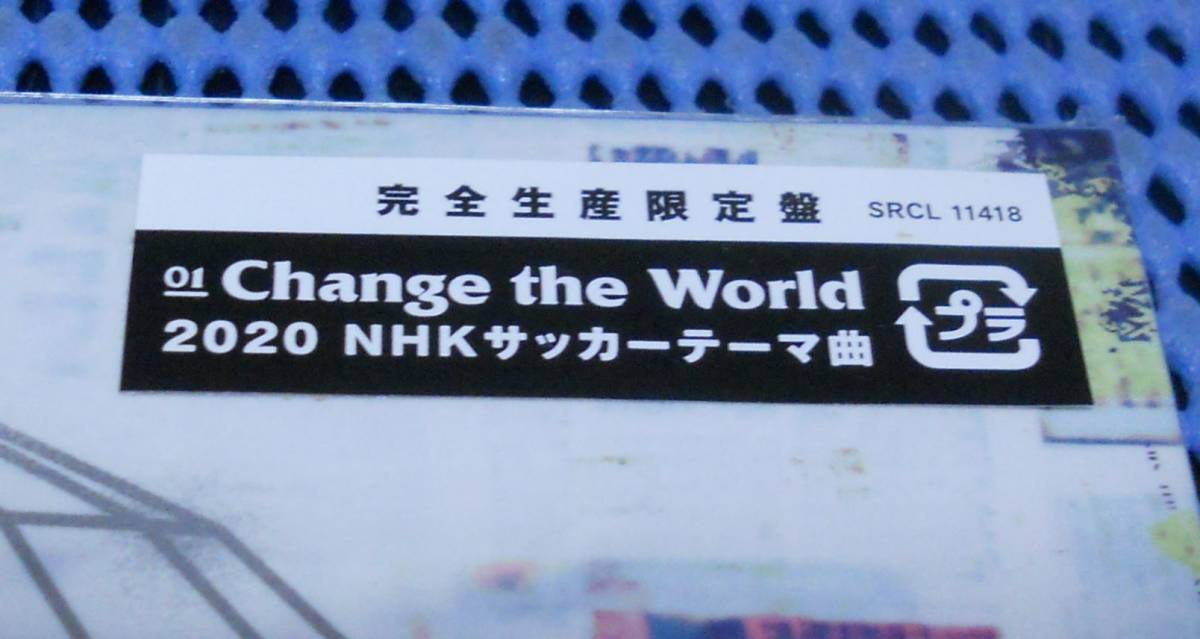 完全生産限定盤 SRCL 11418
01 Change the World
2020 NHKサッカーテーマ曲
プラ